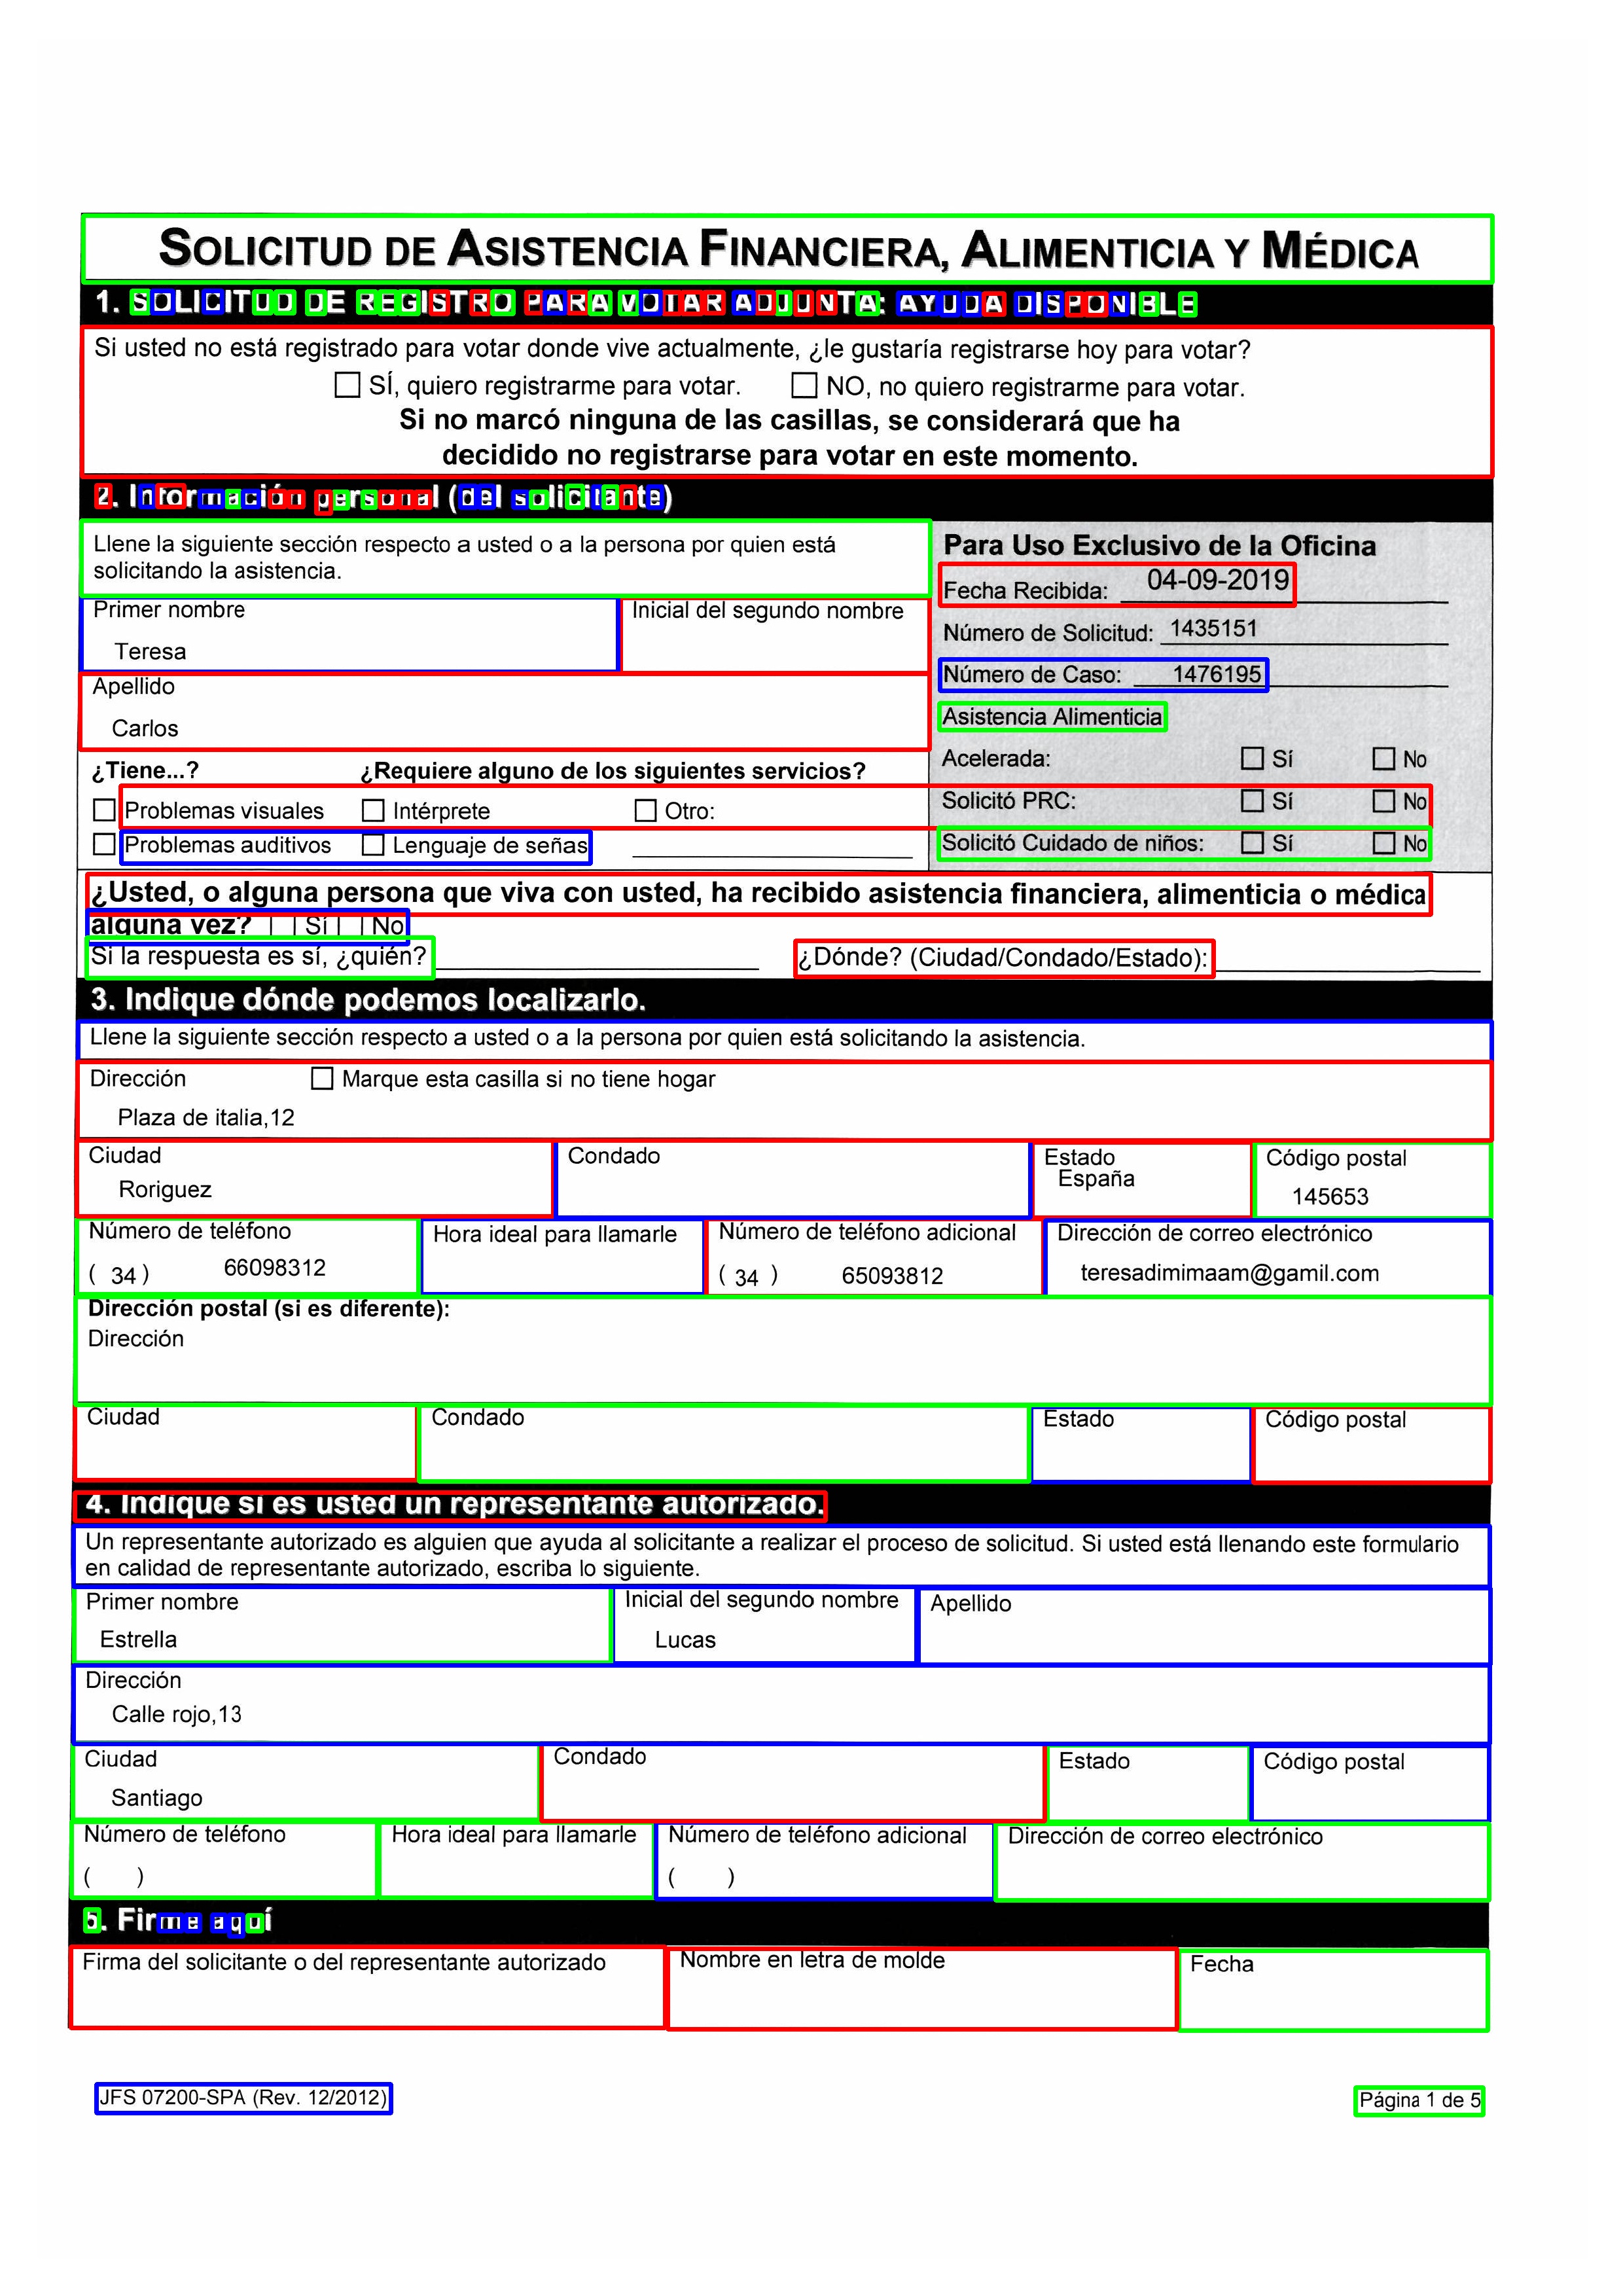 SOLICITUD DE ASISTENCIA FINANCIERA, ALIMENTICIA Y MÉDICA
1. SOLICITUD DE REGISTRO PARA VOTAR ADJUNTA: AYUDA DISPONIBLE
Si usted no está registrado para votar donde vive actualmente, ¿le gustaría registrarse hoy para votar?
SÍ, quiero registrarme para votar. NO, no quiero registrarme para votar.
Si no marcó ninguna de las casillas, se considerará que ha
decidido no registrarse para votar en este momento.
2. Información personal (del solicitante)
Llene la siguiente sección respecto a usted o a la persona por quien está
solicitando la asistencia.
Primer nombre Inicial del segundo nombre
Teresa
Apellido
Carlos
¿Tiene...? ¿Requiere alguno de los siguientes servicios?
Problemas visuales Intérprete Otro:
Problemas auditivos Lenguaje de señas
Para Uso Exclusivo de la Oficina
Fecha Recibida: 04-09-2019
Número de Solicitud: 1435151
Número de Caso: 1476195
Asistencia Alimenticia
Acelerada: Sí No
Solicitó PRC: Sí No
Solicitó Cuidado de niños: Sí No
¿Usted, o alguna persona que viva con usted, ha recibido asistencia financiera, alimenticia o médica
alguna vez? Sí No
Si la respuesta es sí, ¿quién? ¿Dónde? (Ciudad/Condado/Estado):
3. Indique dónde podemos localizarlo.
Llene la siguiente sección respecto a usted o a la persona por quien está solicitando la asistencia.
Dirección Marque esta casilla si no tiene hogar
Plaza de italia,12
Ciudad Condado Estado Código postal
Roriguez España 145653
Número de teléfono Hora ideal para llamarle Número de teléfono adicional Dirección de correo electrónico
( 34 ) 66098312 ( 34 ) 65093812 teresadimimaam@gamil.com
Dirección postal (si es diferente):
Dirección
Ciudad Condado Estado Código postal
4. Indique si es usted un representante autorizado.
Un representante autorizado es alguien que ayuda al solicitante a realizar el proceso de solicitud. Si usted está llenando este formulario
en calidad de representante autorizado, escriba lo siguiente.
Primer nombre Inicial del segundo nombre Apellido
Estrella Lucas
Dirección
Calle rojo,13
Ciudad Condado Estado Código postal
Santiago
Número de teléfono Hora ideal para llamarle Número de teléfono adicional Dirección de correo electrónico
( ) ( )
5. Firme aquí
Firma del solicitante o del representante autorizado Nombre en letra de molde Fecha
JFS 07200-SPA (Rev. 12/2012) Página 1 de 5